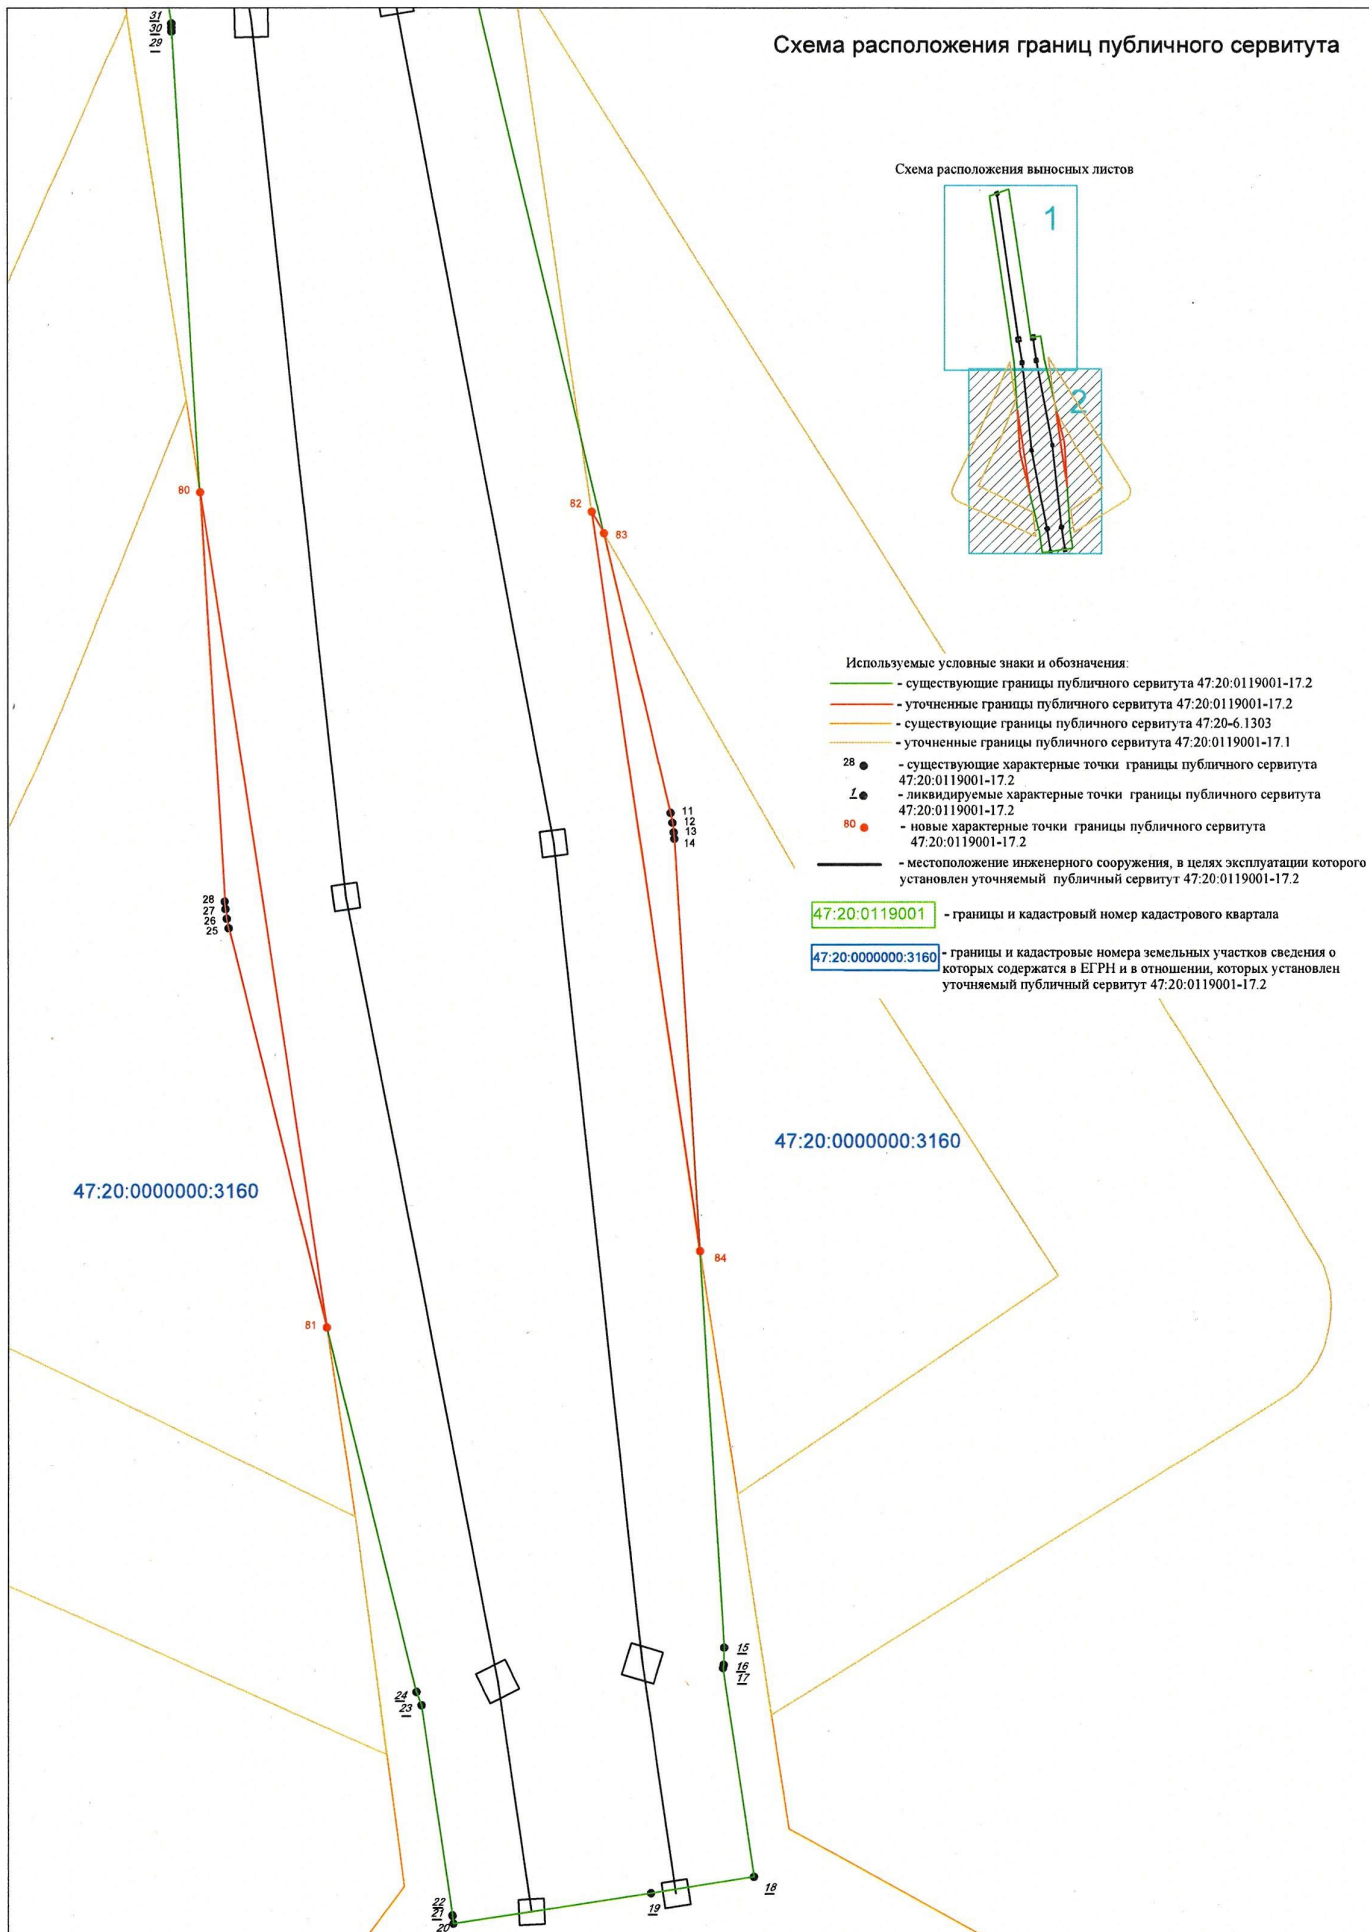 31
30
29
Схема расположения границ публичного сервитута
Схема расположения выносных листов
1
2
80
82
83
Используемые условные знаки и обозначения:
- существующие границы публичного сервитута 47:20:0119001-17.2
- уточненные границы публичного сервитута 47:20:0119001-17.2
- существующие границы публичного сервитута 47:20-6.1303
- уточненные границы публичного сервитута 47:20:0119001-17.1
28 - существующие характерные точки границы публичного сервитута
47:20:0119001-17.2
1 - ликвидируемые характерные точки границы публичного сервитута
47:20:0119001-17.2
80 - новые характерные точки границы публичного сервитута
47:20:0119001-17.2
- местоположение инженерного сооружения, в целях эксплуатации которого
установлен уточняемый публичный сервитут 47:20:0119001-17.2
47:20:0119001 - границы и кадастровый номер кадастрового квартала
47:20:0000000:3160 - границы и кадастровые номера земельных участков сведения о
которых содержатся в ЕГРН и в отношении, которых установлен
уточняемый публичный сервитут 47:20:0119001-17.2
11
12
13
14
28
27
26
25
47:20:0000000:3160
47:20:0000000:3160
84
81
15
16
17
24
23
18
19
22
21
20